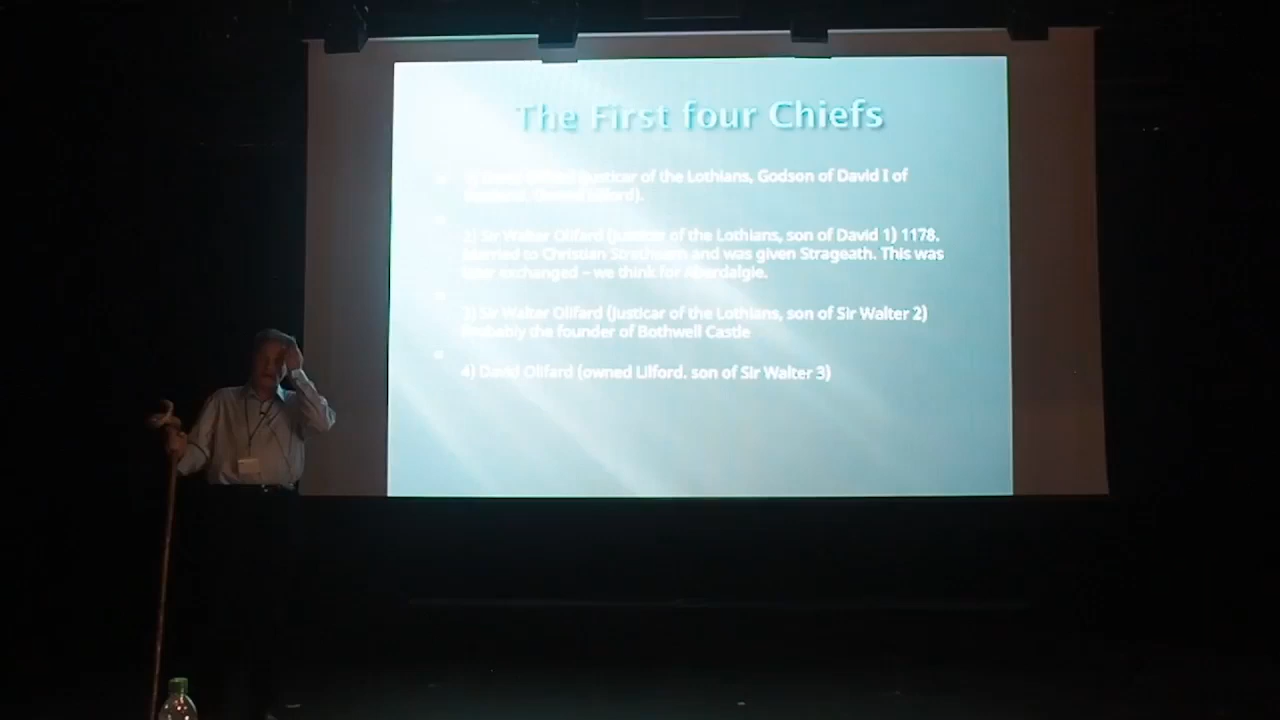 The First four Chiefs
of the Lothians, Godson of David I of
2) Sir Walter Olifard (Justicar of the Lothians, son of David 1) 1178.
to Christian Strathearn and was given Strageath. This was
exchanged – we think for Aberdalgie.
3) Sir Walter Olifard (Justicar of the Lothians, son of Sir Walter 2)
Probably the founder of Bothwell Castle
4) David Olifard (owned Lilford. son of Sir Walter 3)